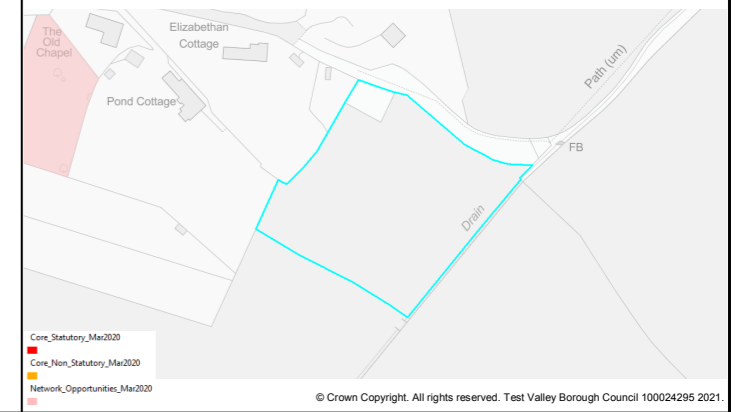 The
Old
Chapel
Elizabethan
Cottage
Pond Cottage
Path (um)
FB
Drain
Core_Statutory_Mar2020
Core_Non_Statutory_Mar2020
Network_Opportunities_Mar2020
© Crown Copyright. All rights reserved. Test Valley Borough Council 100024295 2021.